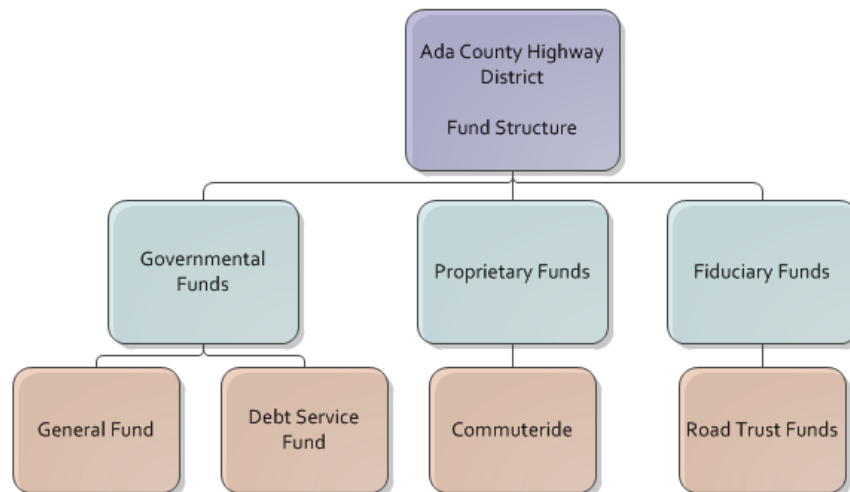 Ada County Highway
District
Fund Structure
Governmental
Funds
Proprietary Funds
Fiduciary Funds
General Fund
Debt Service
Fund
Commuteride
Road Trust Funds